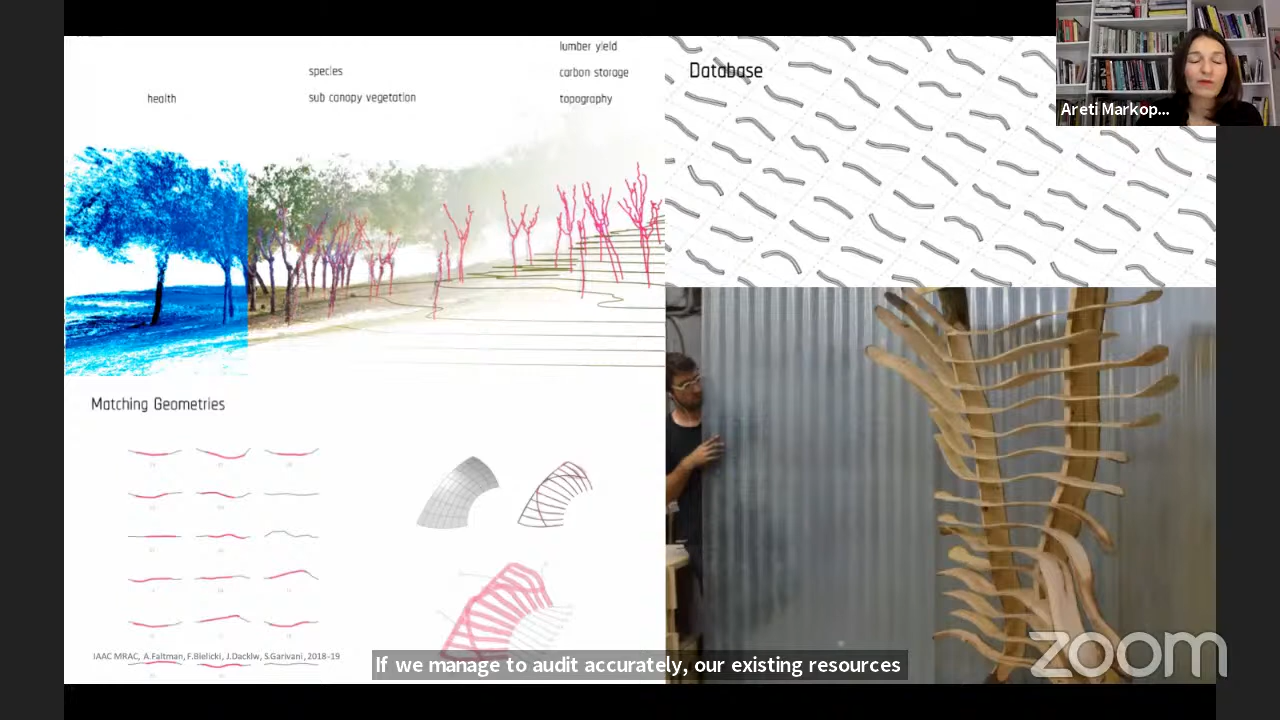 lumber yield
species
carbon storage
health
sub canopy vegetation
topography
Database
Areti Markop...
Matching Geometries
IAAC MRAC, A.Faltman, F.Bielicki, J.Dacklw, S.Garivani, 2018-19
If we manage to audit accurately, our existing resources
zoom